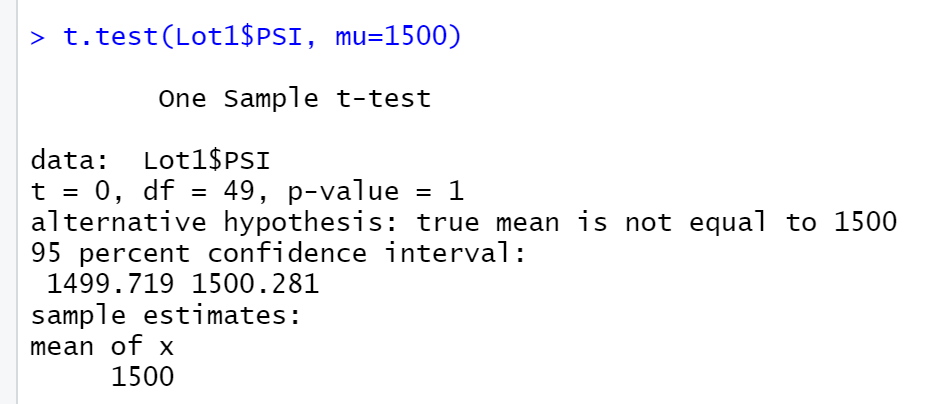 > t.test(Lot1$PSI, mu=1500)
One Sample t-test
data:  Lot1$PSI
t = 0, df = 49, p-value = 1
alternative hypothesis: true mean is not equal to 1500
95 percent confidence interval:
1499.719 1500.281
sample estimates:
mean of x
1500